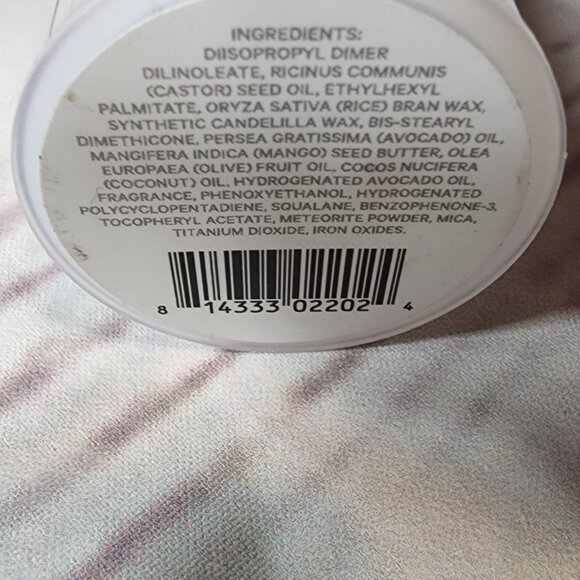 INGREDIENTS:
DIISOPROPYL DIMER
DILINOLEATE, RICINUS COMMUNIS
(CASTOR) SEED OIL, ETHYLHEXYL
PALMITATE, ORYZA SATIVA (RICE) BRAN WAX,
SYNTHETIC CANDELILLA WAX, BIS-STEARYL
DIMETHICONE, PERSEA GRATISSIMA (AVOCADO) OIL,
MANGIFERA INDICA (MANGO) SEED BUTTER, OLEA
EUROPAEA (OLIVE) FRUIT OIL, COCOS NUCIFERA
(COCONUT) OIL, HYDROGENATED AVOCADO OIL,
FRAGRANCE, PHENOXYETHANOL, HYDROGENATED
POLYCYCLOPENTADIENE, SQUALANE, BENZOPHENONE-3,
TOCOPHERYL ACETATE, METEORITE POWDER, MICA,
TITANIUM DIOXIDE, IRON OXIDES.
8 14333 02202 4